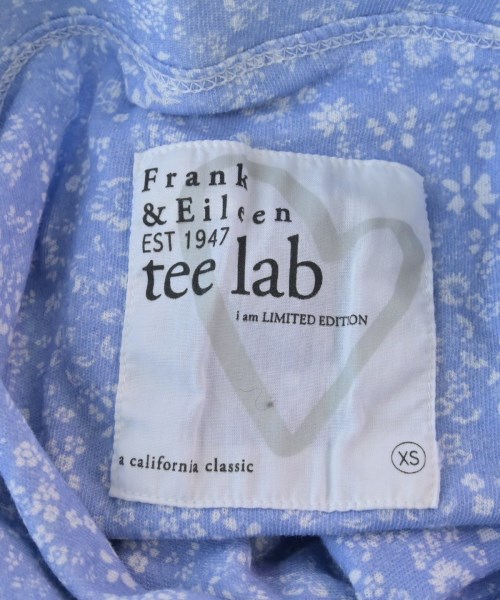 Frank
& Eileen
EST 1947
tee lab
i am LIMITED EDITION
a california classic
XS